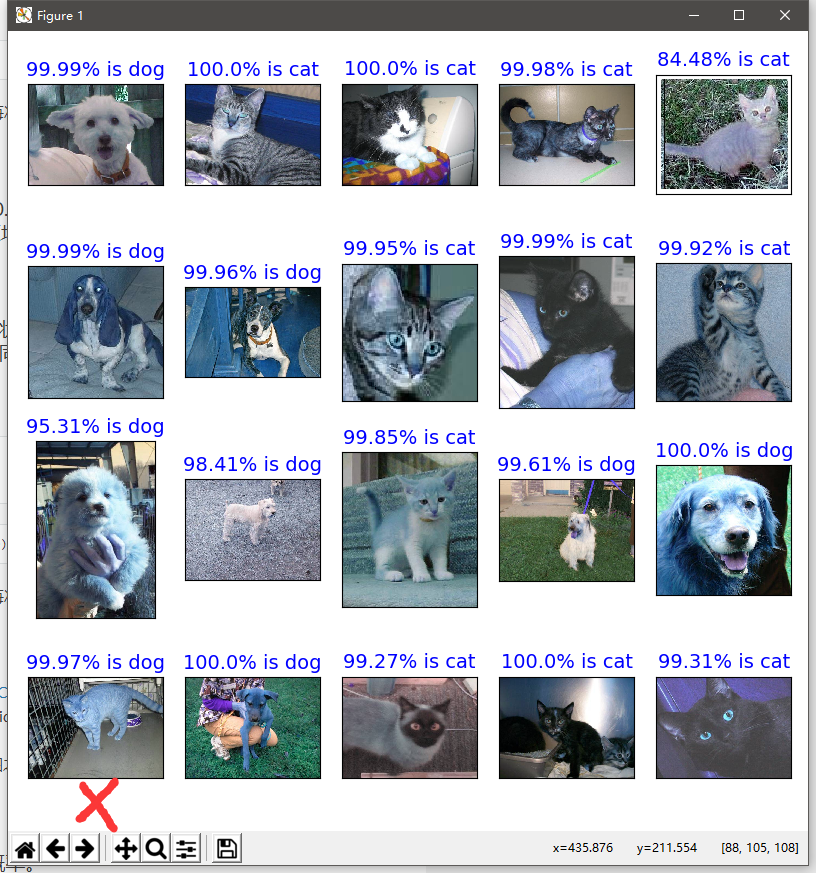 Figure 1
99.99% is dog
100.0% is cat
100.0% is cat
99.98% is cat
84.48% is cat
99.99% is dog
99.96% is dog
99.95% is cat
99.99% is cat
99.92% is cat
95.31% is dog
98.41% is dog
99.85% is cat
99.61% is dog
100.0% is dog
99.97% is dog
100.0% is dog
99.27% is cat
100.0% is cat
99.31% is cat
x=435.876 y=211.554 [88, 105, 108]